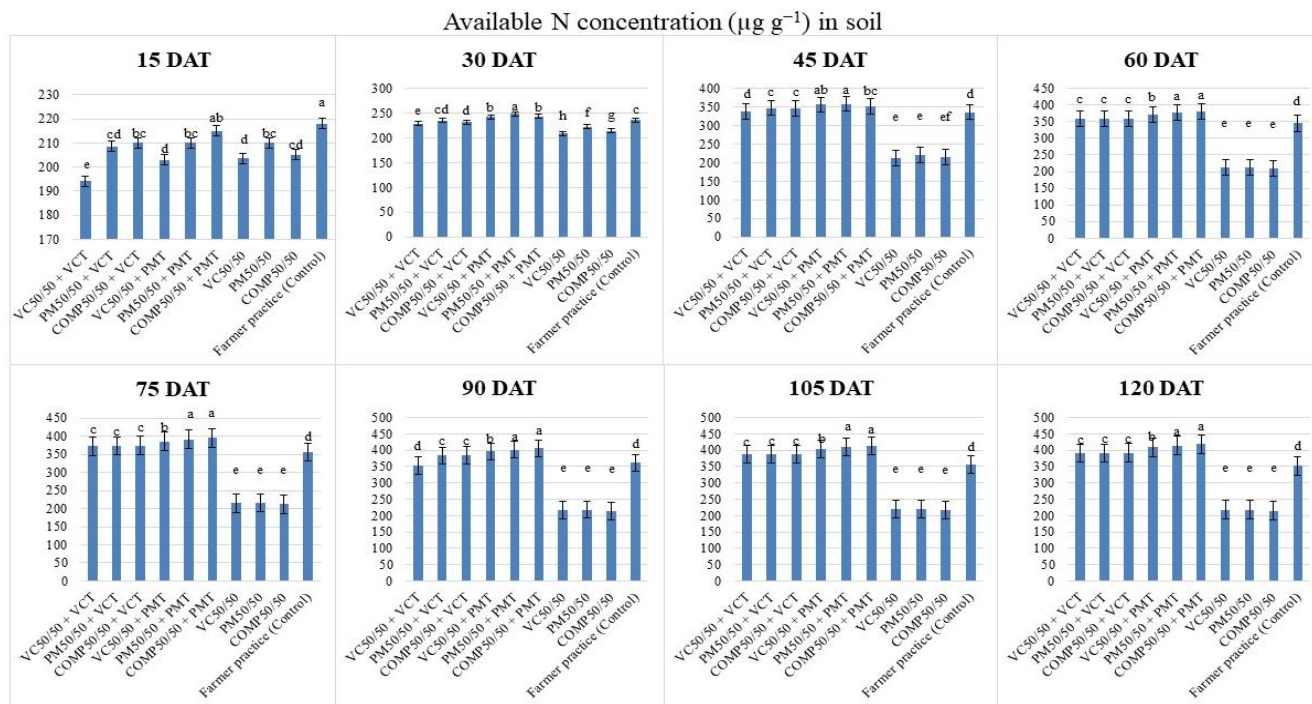 Available N concentration (µg g⁻¹) in soil
15 DAT
230
220
210
200
190
180
170
e
cd
bc
d
bc
ab
d
bc
cd
a
VC50/50 + VCT
PM50/50 + VCT
COMP50/50 + VCT
VC50/50 + PMT
PM50/50 + PMT
COMP50/50 + PMT
VC50/50
PM50/50
COMP50/50
Farmer practice (Control)
30 DAT
300
250
200
150
100
50
0
e
cd
d
b
a
b
h
f
g
c
VC50/50 + VCT
PM50/50 + VCT
COMP50/50 + VCT
VC50/50 + PMT
PM50/50 + PMT
COMP50/50 + PMT
VC50/50
PM50/50
COMP50/50
Farmer practice (Control)
45 DAT
400
350
300
250
200
150
100
50
0
d
c
c
ab
a
bc
e
e
ef
d
VC50/50 + VCT
PM50/50 + VCT
COMP50/50 + VCT
VC50/50 + PMT
PM50/50 + PMT
COMP50/50 + PMT
VC50/50
PM50/50
COMP50/50
Farmer practice (Control)
60 DAT
450
400
350
300
250
200
150
100
50
0
c
c
c
b
a
a
e
e
e
d
VC50/50 + VCT
PM50/50 + VCT
COMP50/50 + VCT
VC50/50 + PMT
PM50/50 + PMT
COMP50/50 + PMT
VC50/50
PM50/50
COMP50/50
Farmer practice (Control)
75 DAT
450
400
350
300
250
200
150
100
50
0
c
c
c
b
a
a
e
e
e
d
VC50/50 + VCT
PM50/50 + VCT
COMP50/50 + VCT
VC50/50 + PMT
PM50/50 + PMT
COMP50/50 + PMT
VC50/50
PM50/50
COMP50/50
Farmer practice (Control)
90 DAT
500
450
400
350
300
250
200
150
100
50
0
d
c
c
b
a
a
e
e
e
d
VC50/50 + VCT
PM50/50 + VCT
COMP50/50 + VCT
VC50/50 + PMT
PM50/50 + PMT
COMP50/50 + PMT
VC50/50
PM50/50
COMP50/50
Farmer practice (Control)
105 DAT
500
450
400
350
300
250
200
150
100
50
0
c
c
c
b
a
a
e
e
e
d
VC50/50 + VCT
PM50/50 + VCT
COMP50/50 + VCT
VC50/50 + PMT
PM50/50 + PMT
COMP50/50 + PMT
VC50/50
PM50/50
COMP50/50
Farmer practice (Control)
120 DAT
500
450
400
350
300
250
200
150
100
50
0
c
c
c
b
a
a
e
e
e
d
VC50/50 + VCT
PM50/50 + VCT
COMP50/50 + VCT
VC50/50 + PMT
PM50/50 + PMT
COMP50/50 + PMT
VC50/50
PM50/50
COMP50/50
Farmer practice (Control)